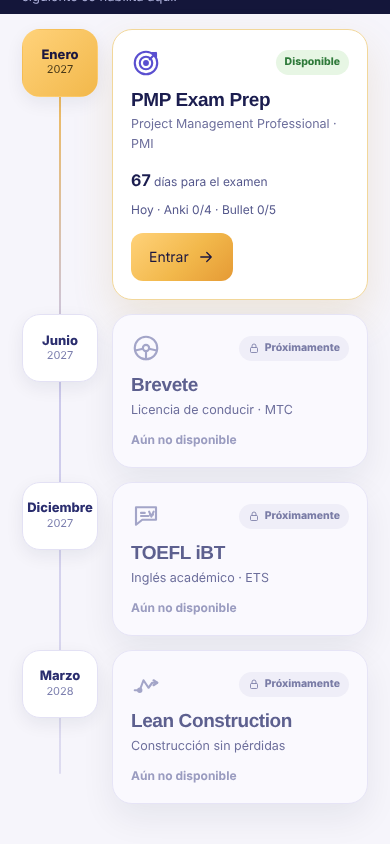 Enero
2027
Disponible
PMP Exam Prep
Project Management Professional ·
PMI
67 días para el examen
Hoy · Anki 0/4 · Bullet 0/5
Entrar →
Junio
2027
Próximamente
Brevete
Licencia de conducir · MTC
Aún no disponible
Diciembre
2027
Próximamente
TOEFL iBT
Inglés académico · ETS
Aún no disponible
Marzo
2028
Próximamente
Lean Construction
Construcción sin pérdidas
Aún no disponible